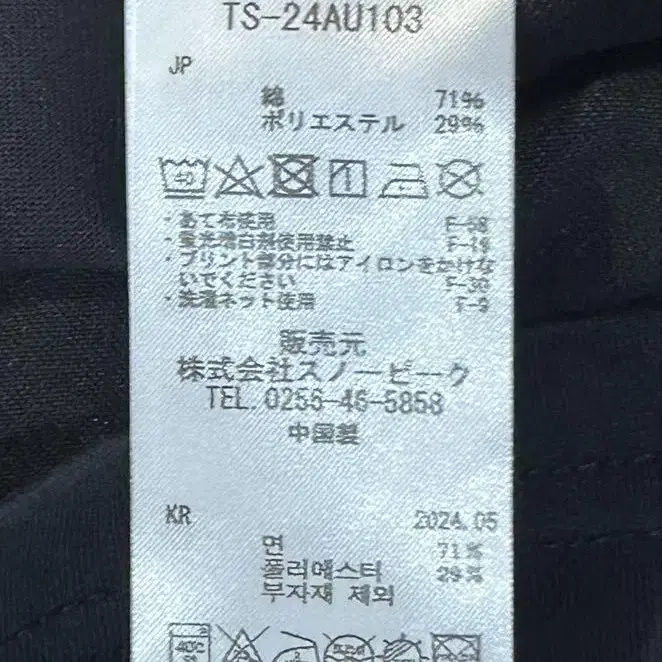 TS-24AU103
JP
綿 71%
ポリエステル 29%
40
・あて布使用 F-58
・蛍光増白剤使用禁止 F-19
・プリント部分にはアイロンをかけな
いでください F-30
・洗濯ネット使用 F-9
販売元
株式会社スノーピーク
TEL.0256-46-5858
中国製
KR 2024.05
면 71%
폴리에스터 29%
부자재 제외